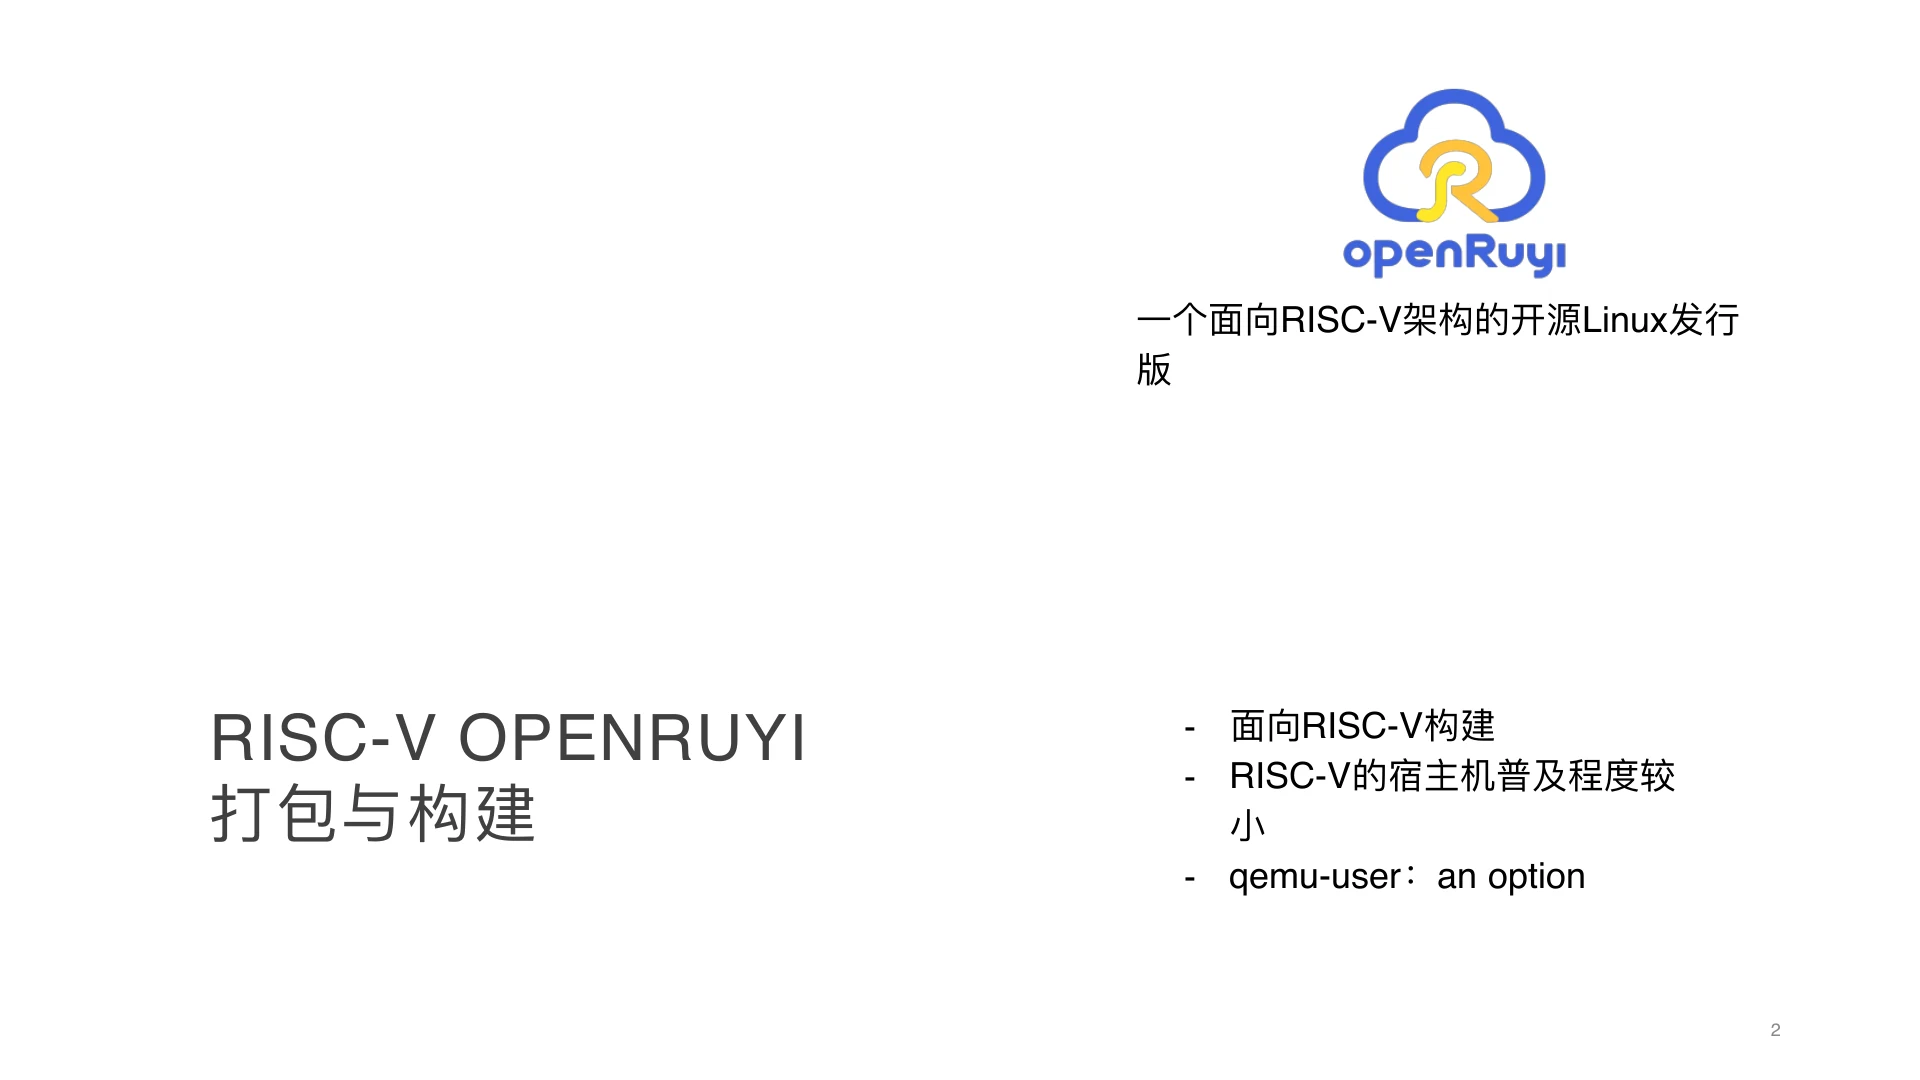 openRuyi
一个面向RISC-V架构的开源Linux发行
版
RISC-V OPENRUYI
打包与构建
- 面向RISC-V构建
- RISC-V的宿主机普及程度较
小
- qemu-user：an option
2